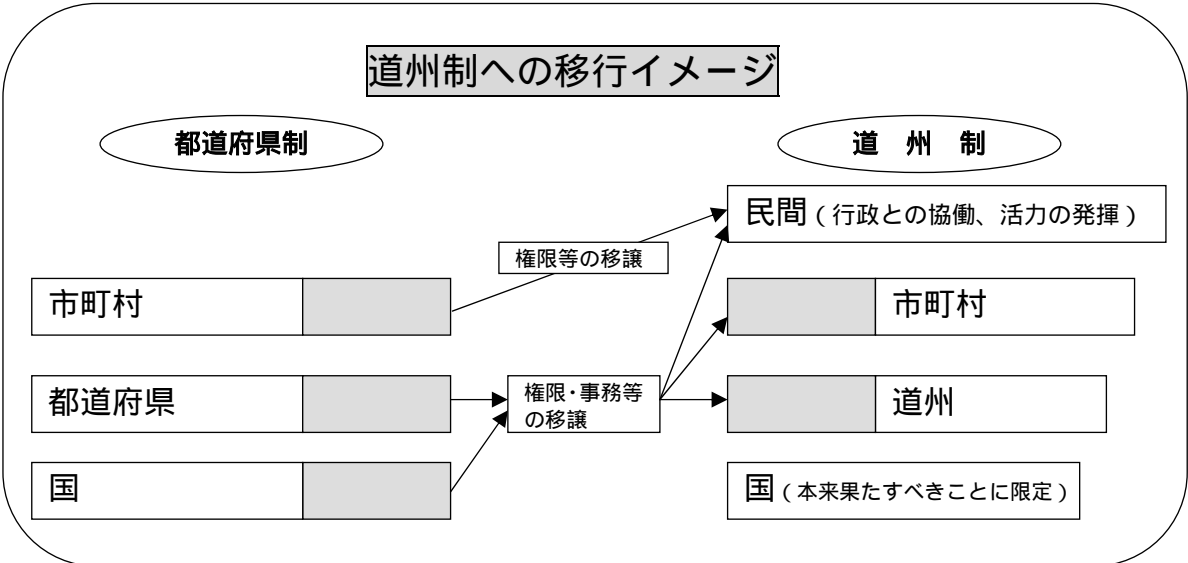 道州制への移行イメージ
都道府県制
道 州 制
民間（行政との協働、活力の発揮）
権限等の移譲
市町村
市町村
都道府県
権限・事務等
の移譲
道州
国
国（本来果たすべきことに限定）